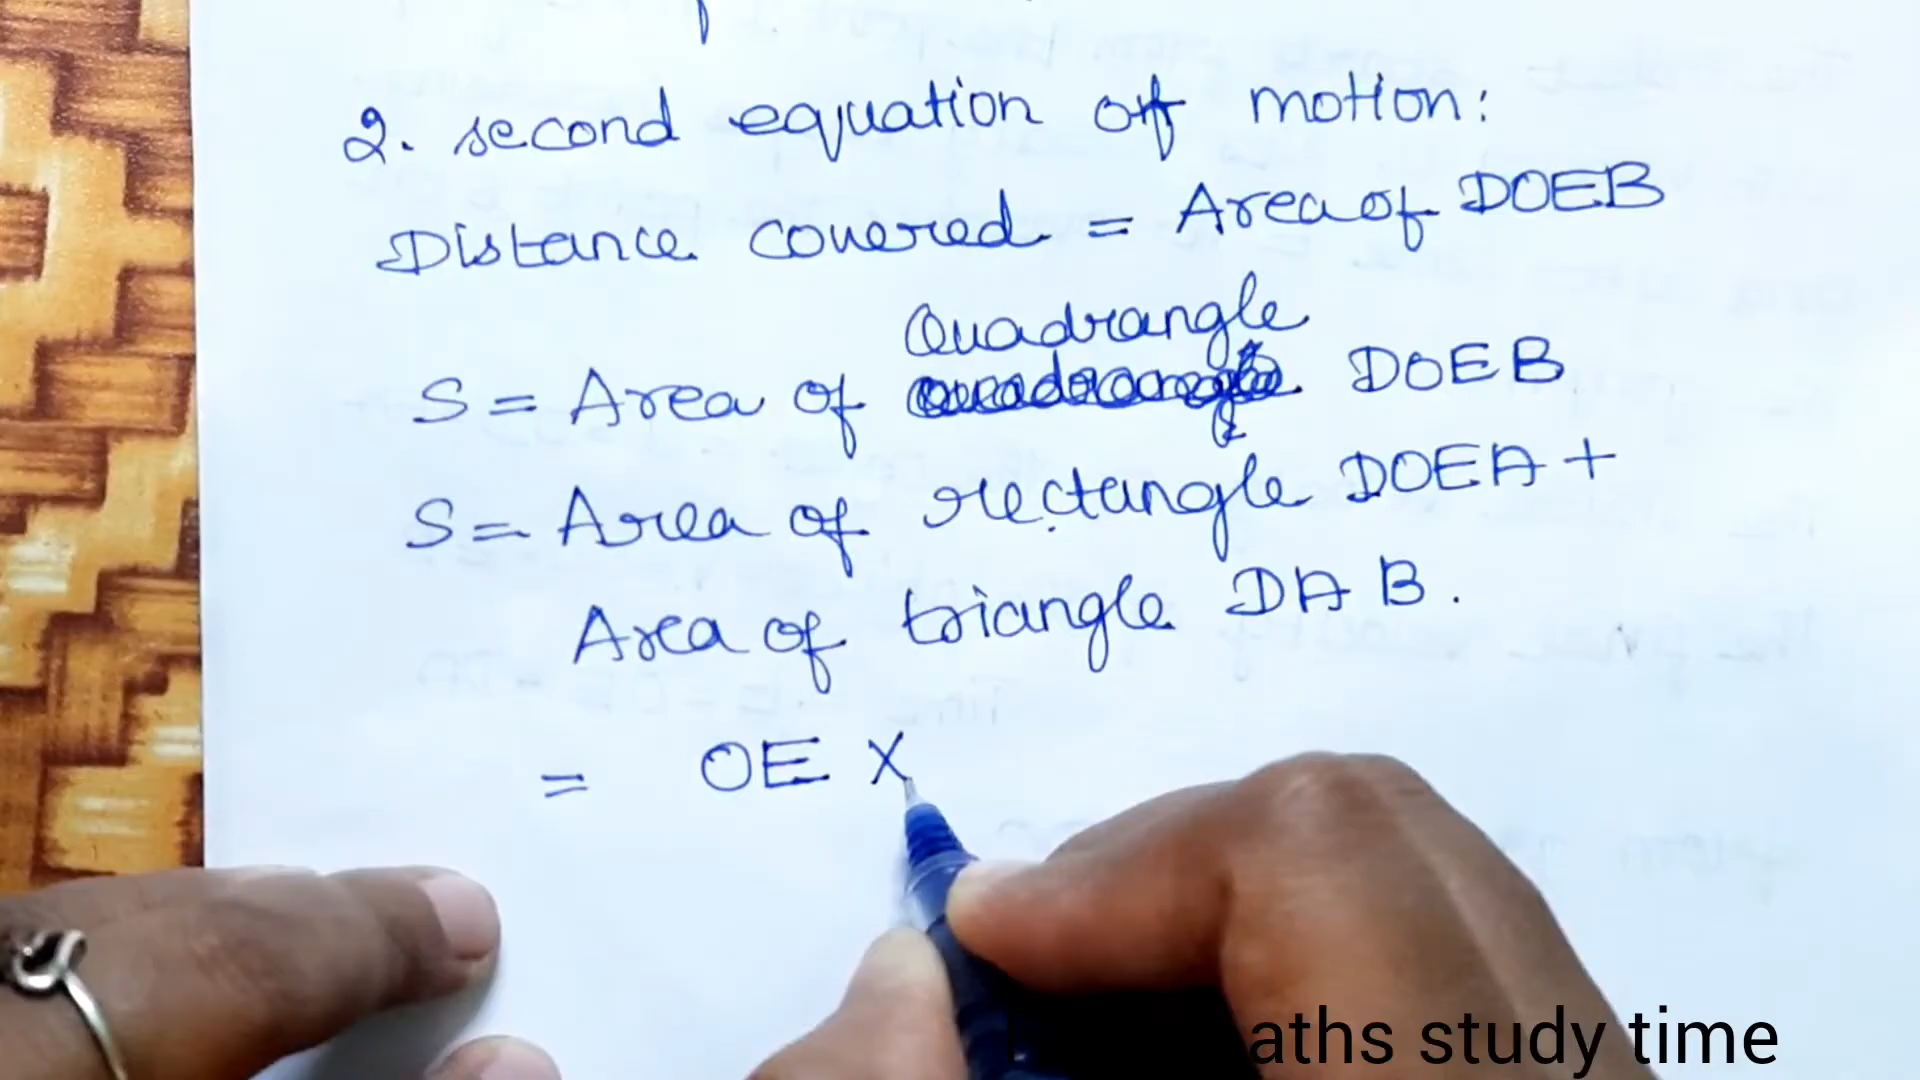 2. second equation of motion:
Distance covered = Area of DOEB
Quadrangle
S = Area of DOEB
S = Area of rectangle DOEA +
Area of triangle DAB.
= OE X
aths study time